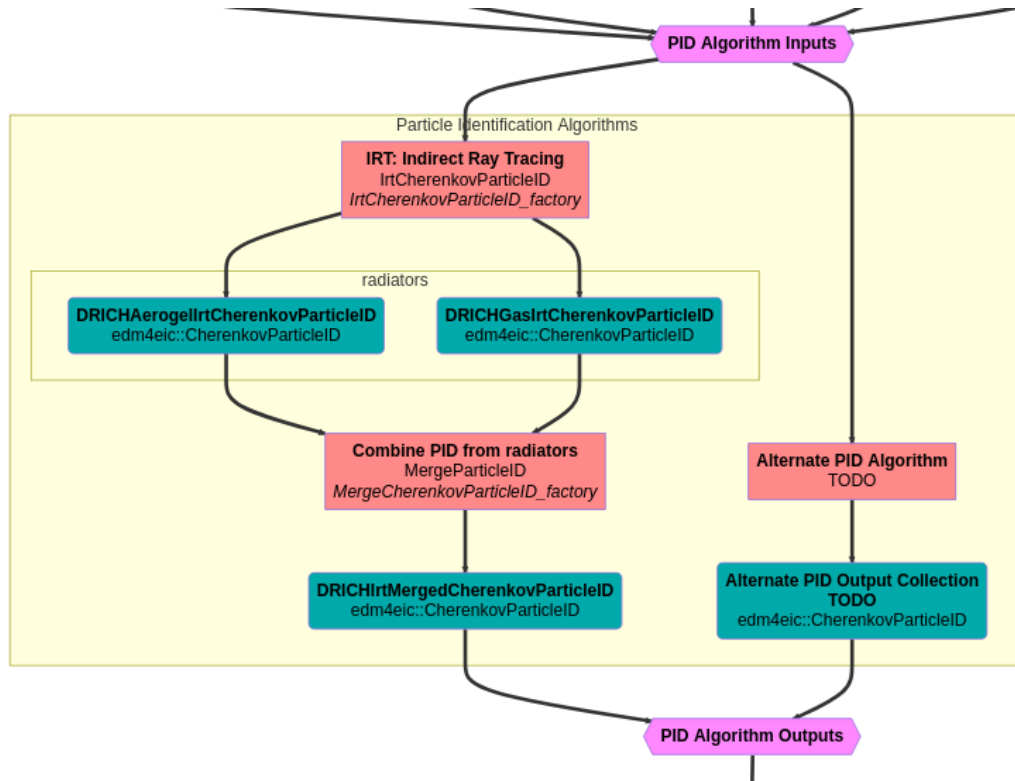 PID Algorithm Inputs
Particle Identification Algorithms
IRT: Indirect Ray Tracing
IrtCherenkovParticleID
IrtCherenkovParticleID_factory
radiators
DRICHAerogelIrtCherenkovParticleID
edm4eic::CherenkovParticleID
DRICHGasIrtCherenkovParticleID
edm4eic::CherenkovParticleID
Combine PID from radiators
MergeParticleID
MergeCherenkovParticleID_factory
Alternate PID Algorithm
TODO
DRICHIrtMergedCherenkovParticleID
edm4eic::CherenkovParticleID
Alternate PID Output Collection
TODO
edm4eic::CherenkovParticleID
PID Algorithm Outputs